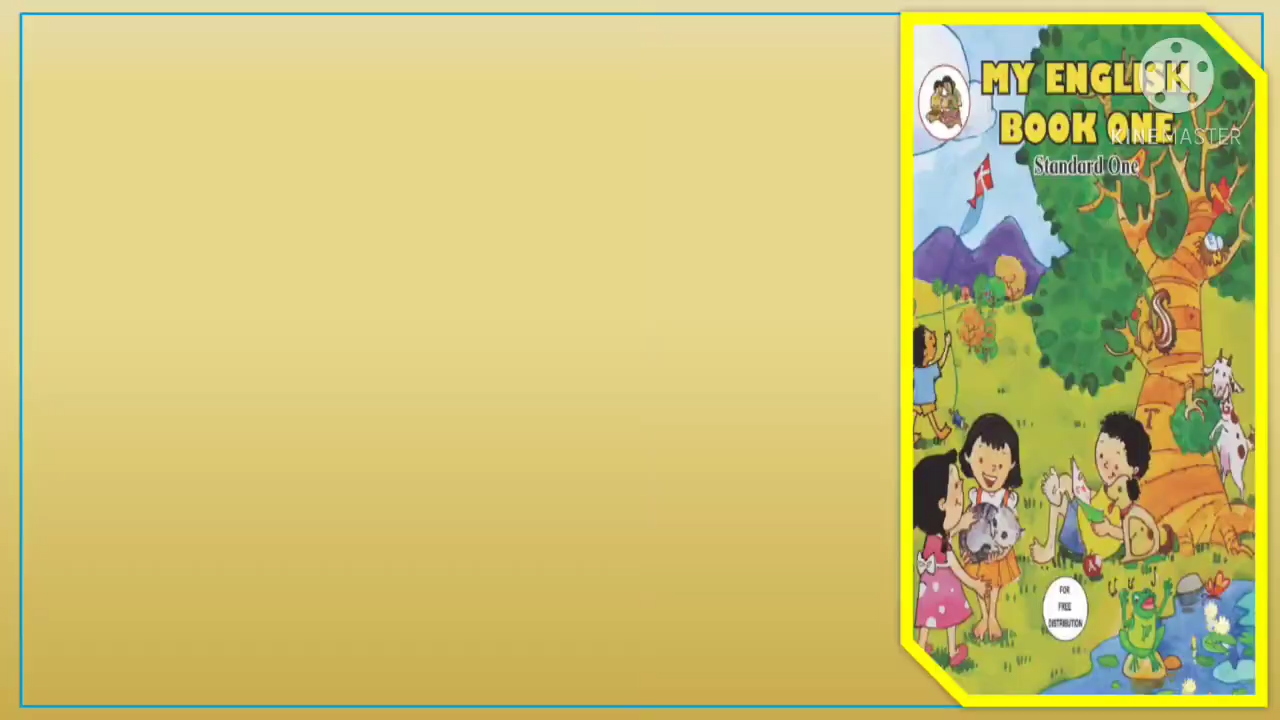 MY ENGLISH
BOOK ONE
KINEMASTER
Standard One
T
FOR
FREE
DISTRIBUTION